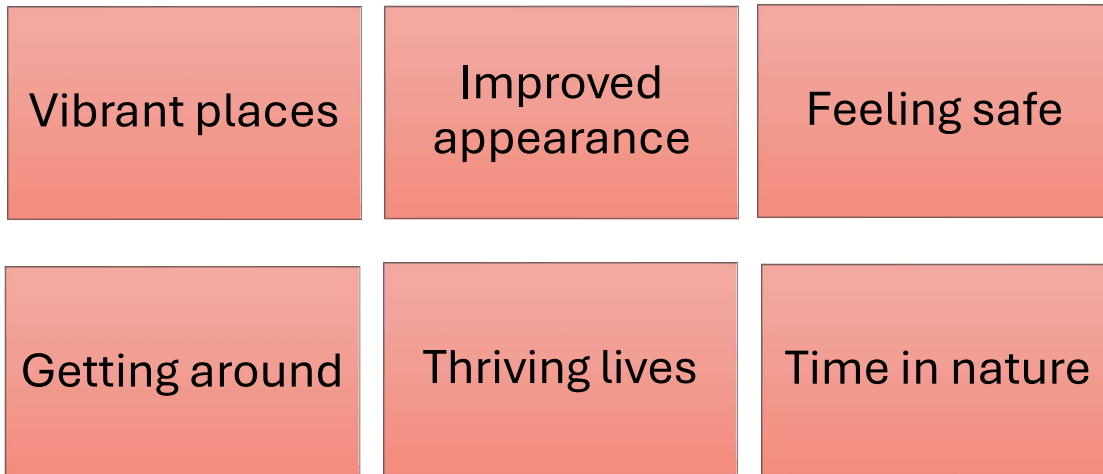 Vibrant places
Improved
appearance
Feeling safe
Getting around
Thriving lives
Time in nature